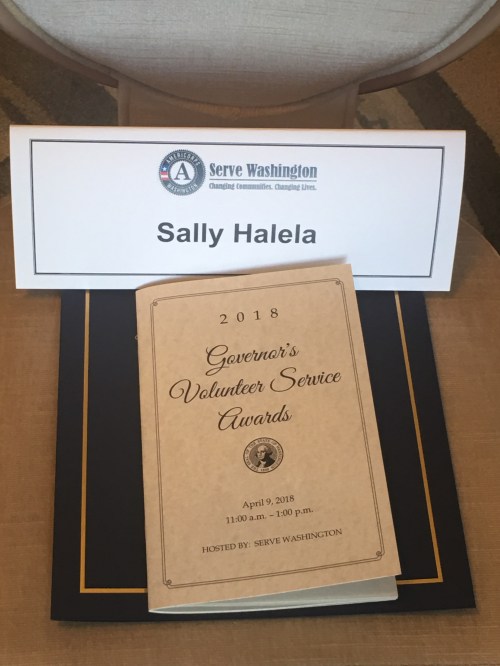 AMERICORPS
A
WASHINGTON
Serve Washington
Changing Communities. Changing Lives.
Sally Halela
2018
Governor's
Volunteer Service
Awards
April 9, 2018
11:00 a.m. ~ 1:00 p.m.
HOSTED BY: SERVE WASHINGTON